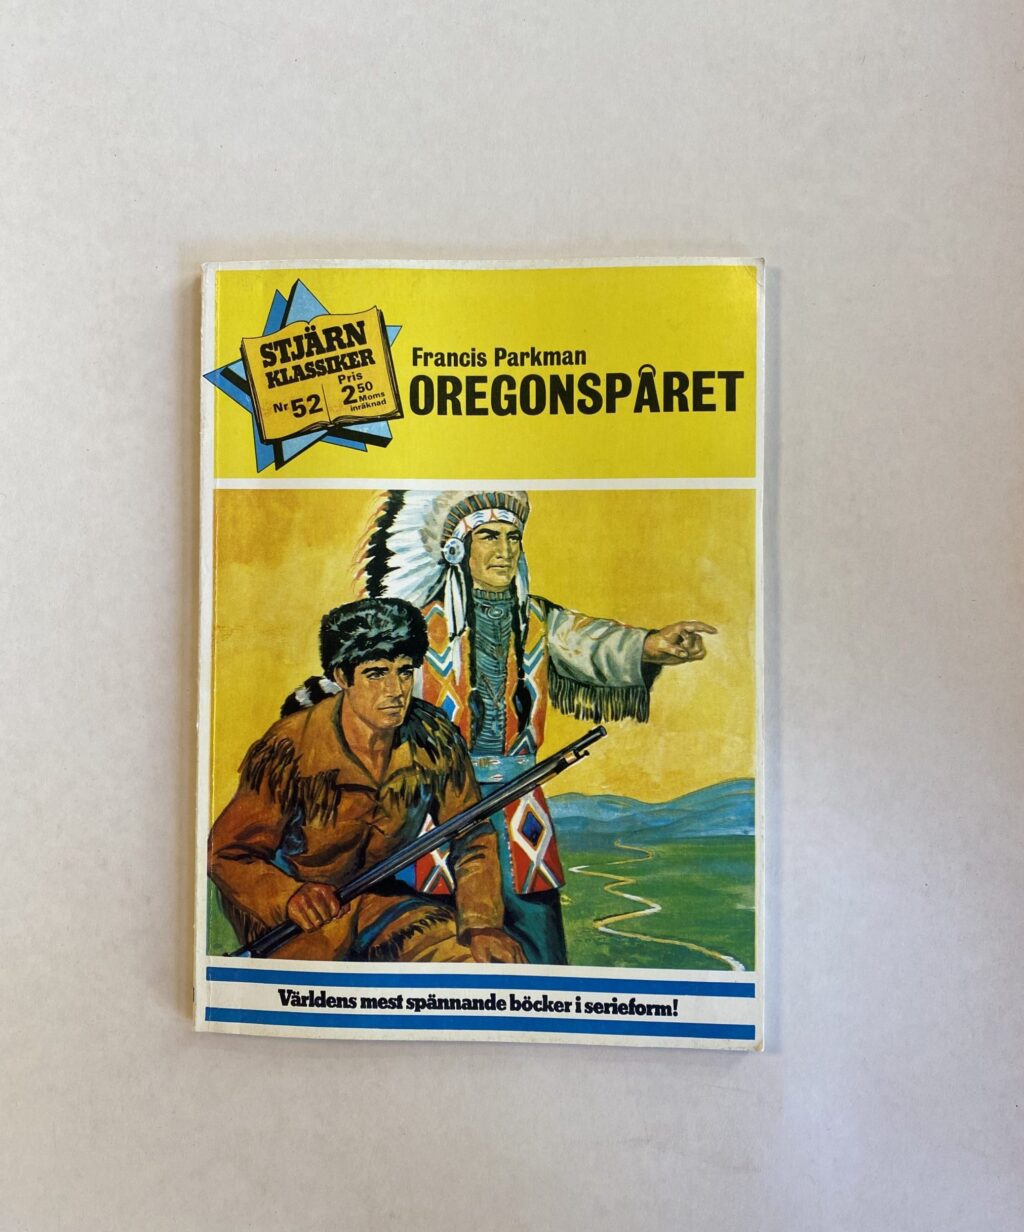 STJÄRN
KLASSIKER
Nr 52
Pris
2 50
Moms
inräknad
Francis Parkman
OREGONSPÅRET
Världens mest spännande böcker i serieform!